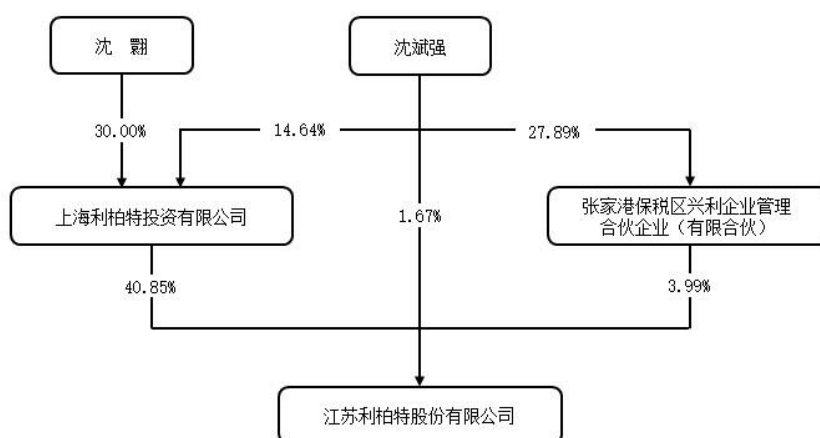 沈 翾
沈斌强
30.00%
14.64%
27.89%
上海利柏特投资有限公司
1.67%
张家港保税区兴利企业管理
合伙企业（有限合伙）
40.85%
3.99%
江苏利柏特股份有限公司